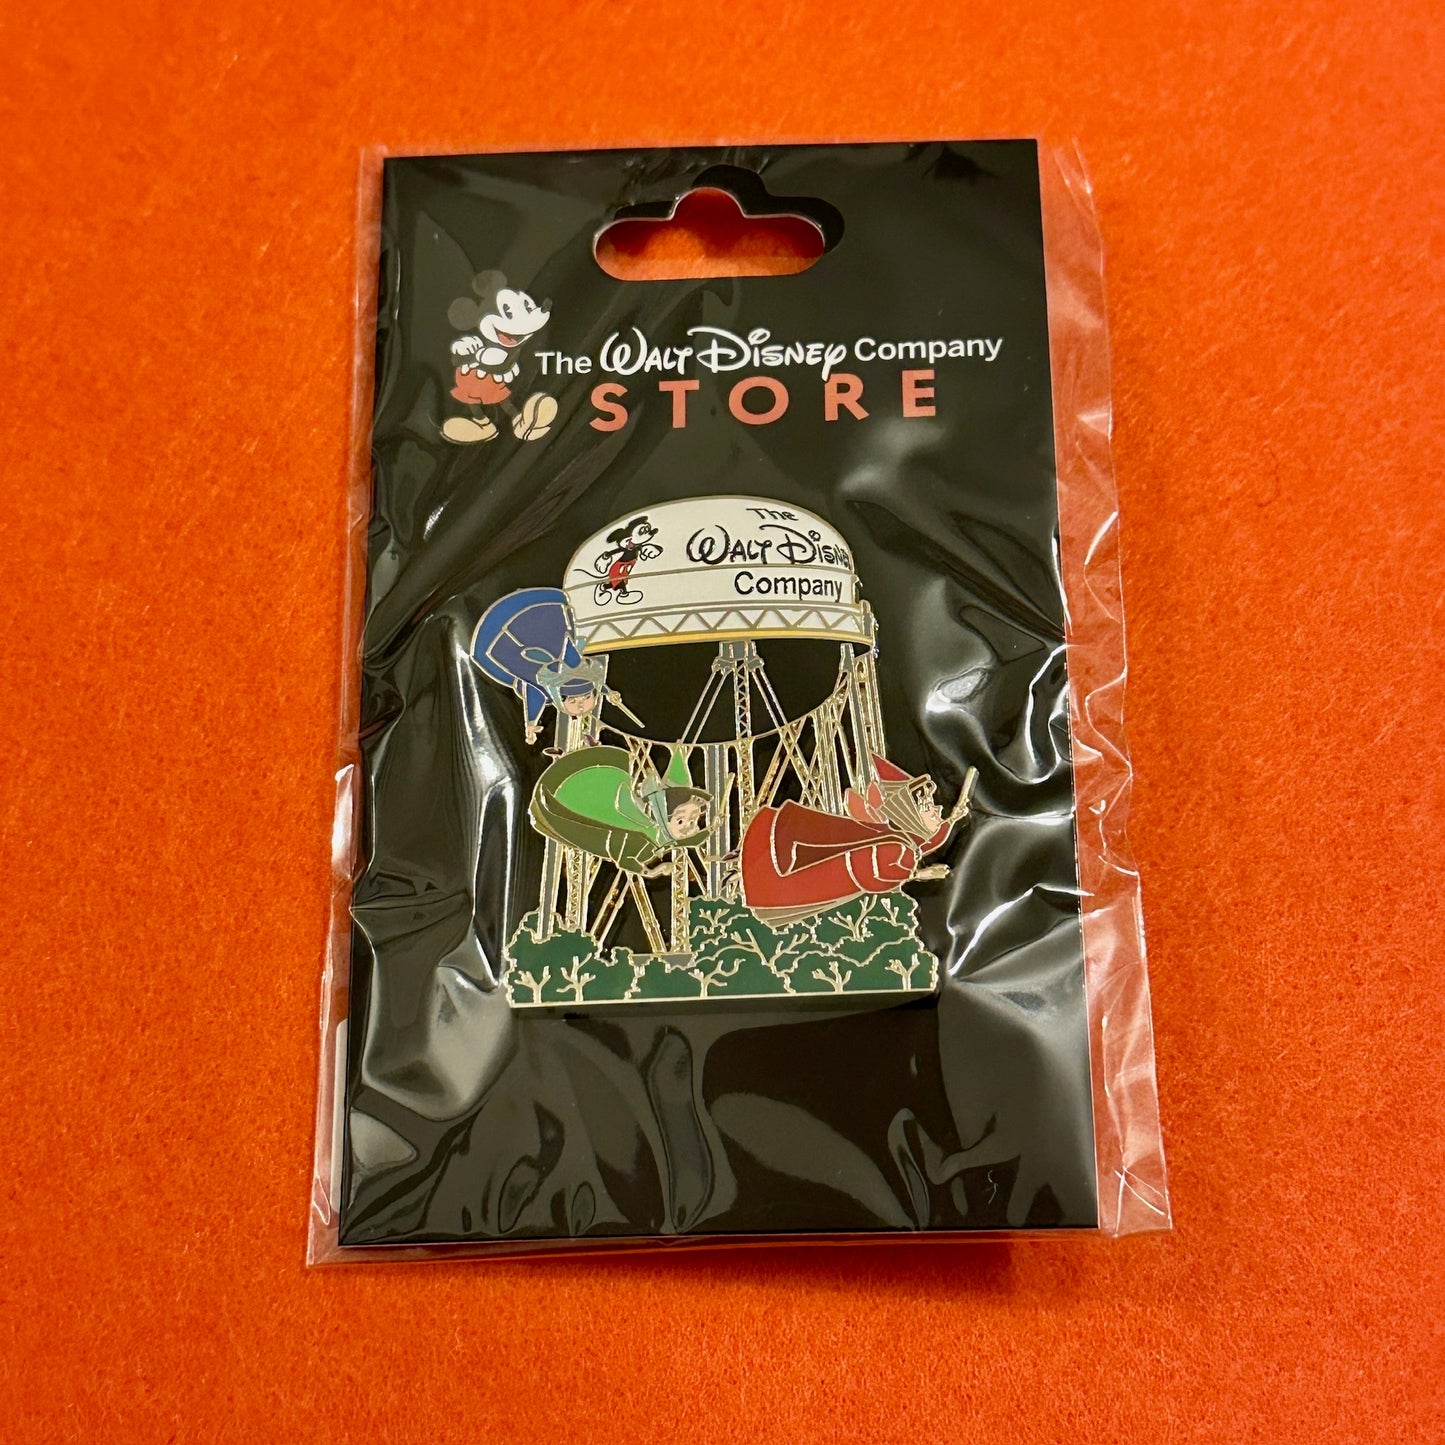 The Walt Disney Company
STORE
The
Walt Disney
Company